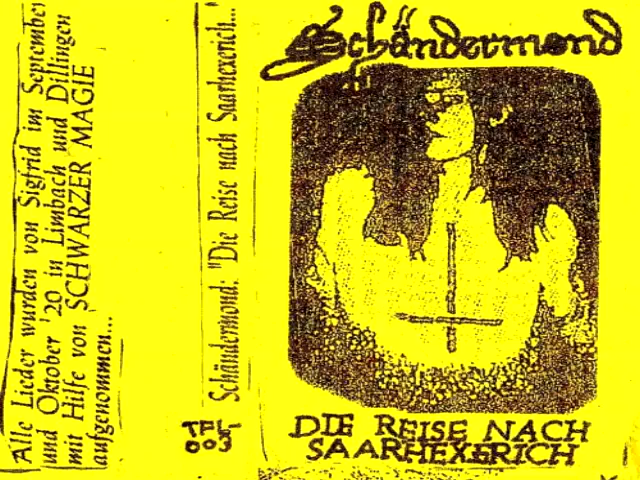 Alle Lieder wurden von Sigfrid im September
und Oktober '20 in Limbach und Dillingen
mit Hilfe von SCHWARZER MAGIE
aufgenommen...
Schändermond: "Die Reise nach Saarhexerich...
TPL
003
Schändermond
DIE REISE NACH
SAARHEXERICH